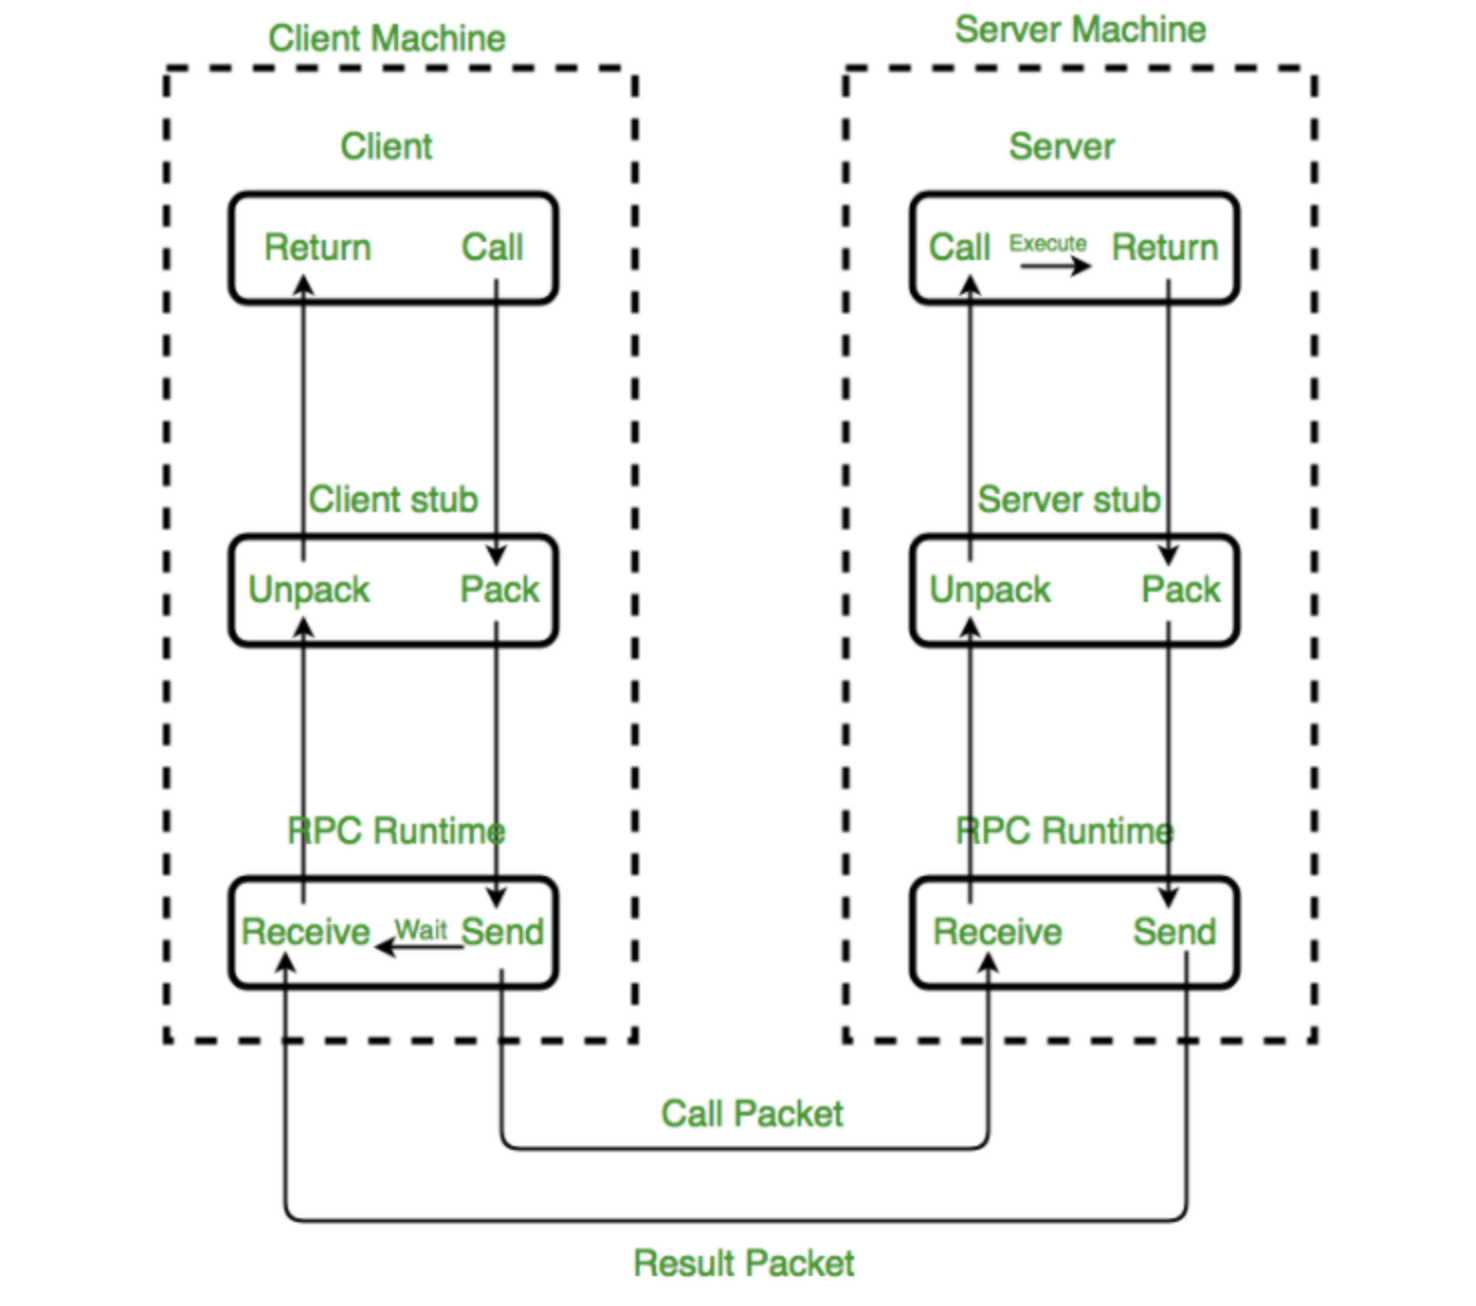 Client Machine
Server Machine
Client
Server
Return Call
Call Execute Return
Client stub
Server stub
Unpack Pack
Unpack Pack
RPC Runtime
RPC Runtime
Receive Wait Send
Receive Send
Call Packet
Result Packet